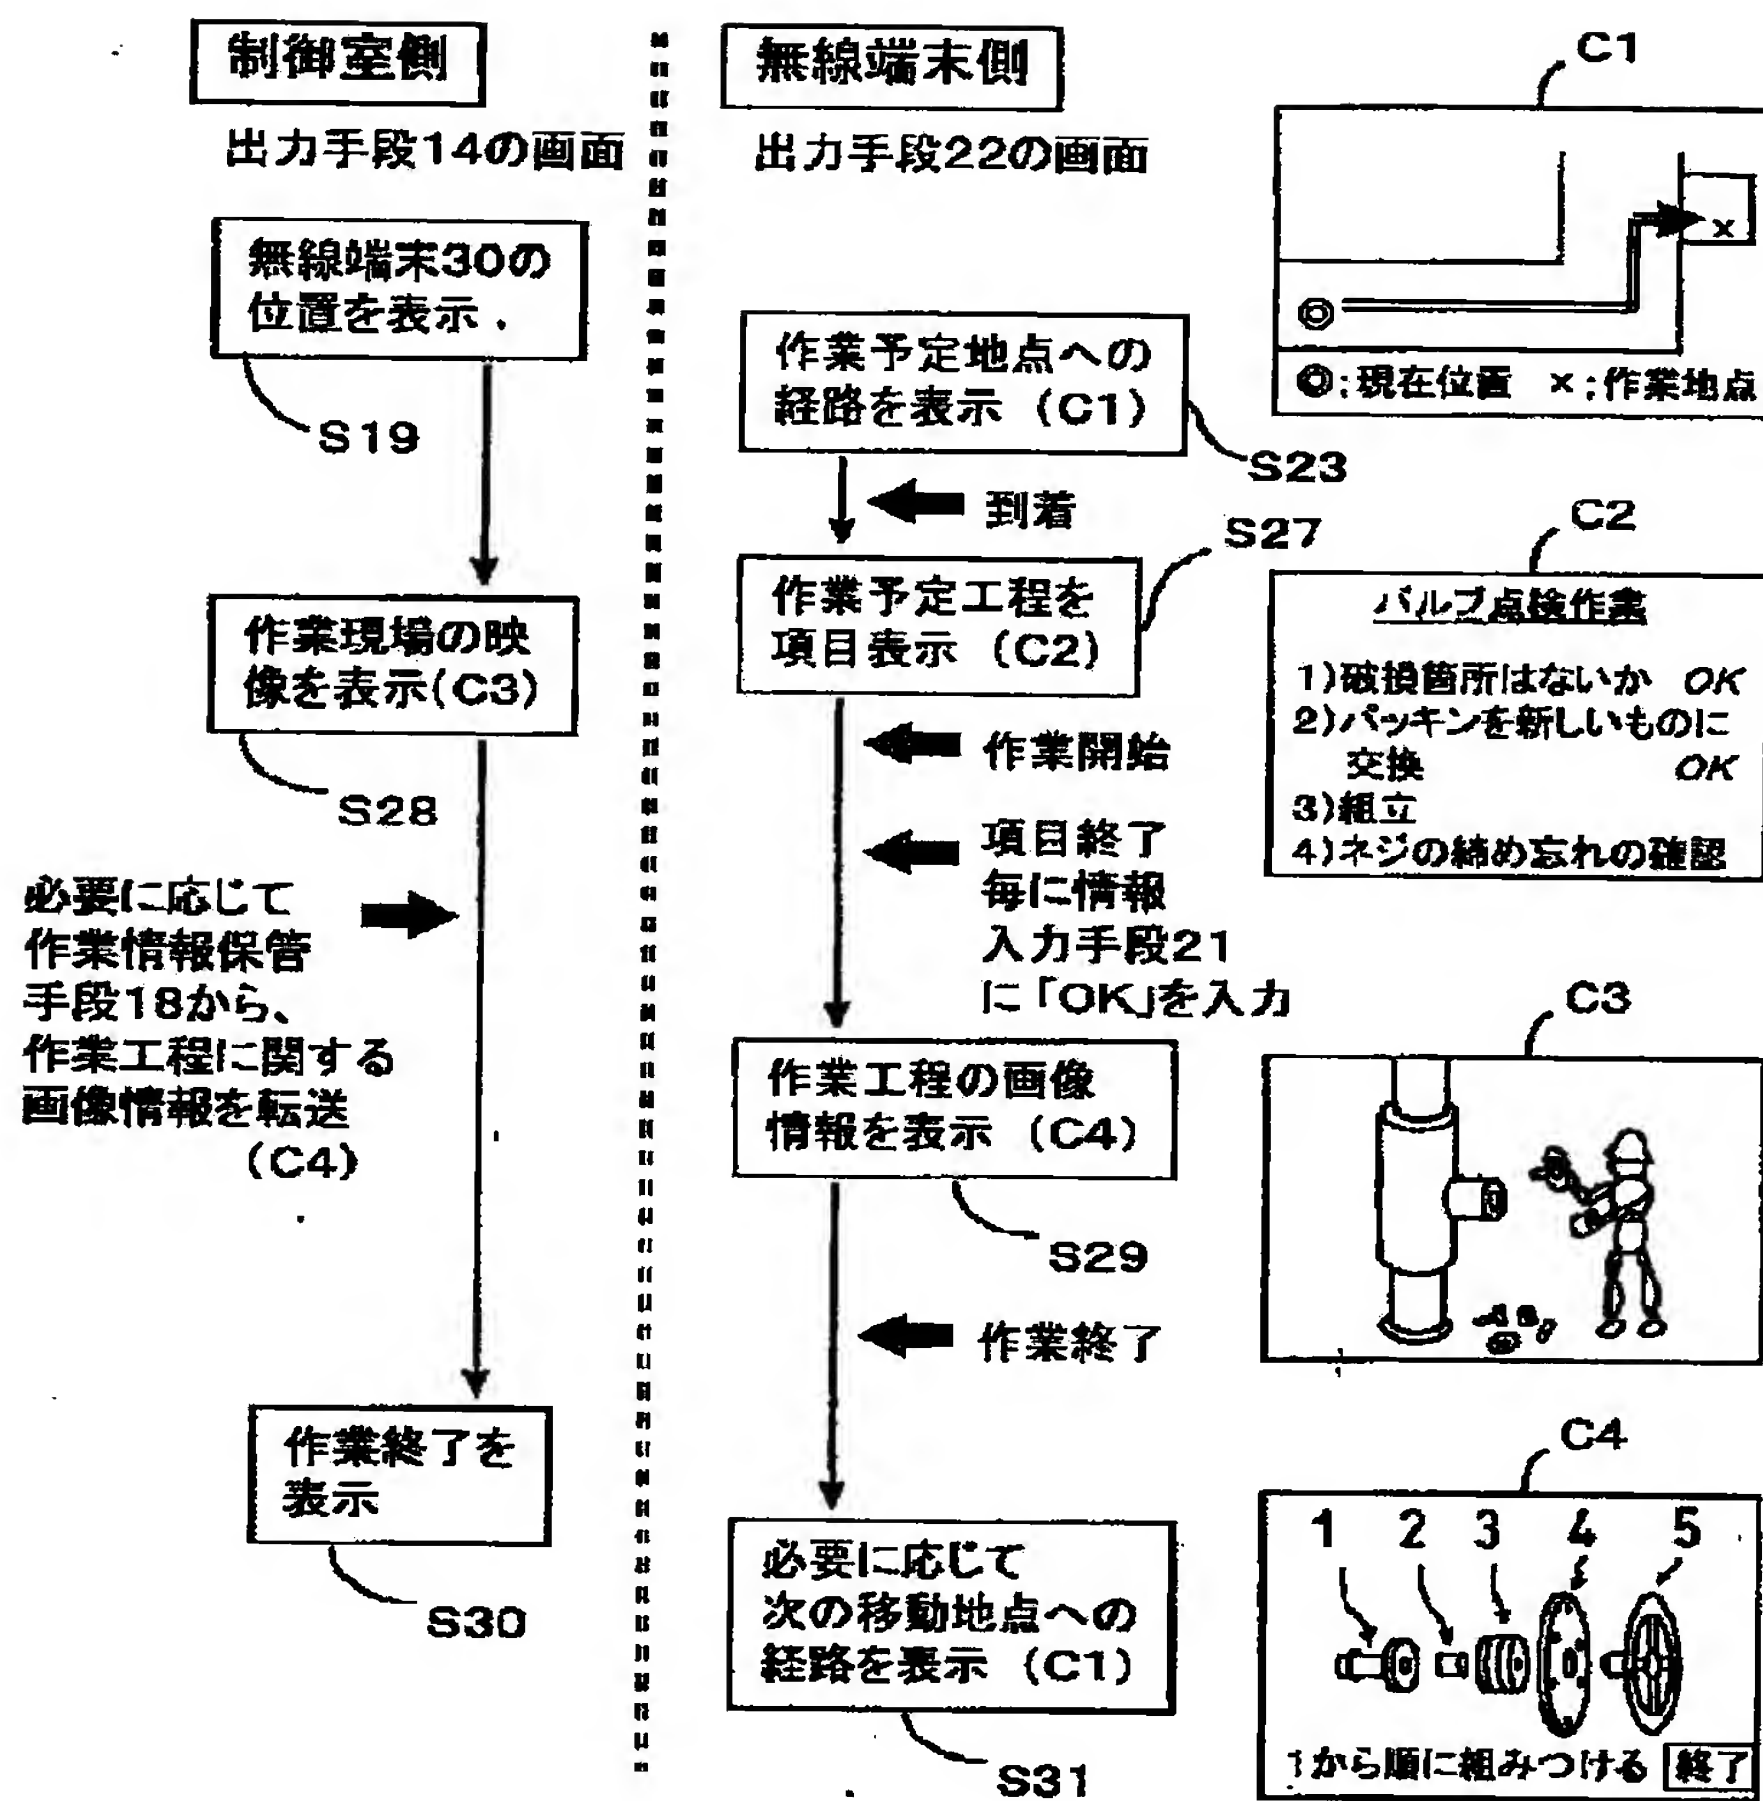 制御室側
出力手段14の画面
無線端末30の
位置を表示
S19
作業現場の映
像を表示(C3)
S28
必要に応じて
作業情報保管
手段18から、
作業工程に関する
画像情報を転送
(C4)
作業終了を
表示
S30
無線端末側
出力手段22の画面
作業予定地点への
経路を表示 (C1)
S23
到着
作業予定工程を
項目表示 (C2)
S27
作業開始
項目終了
毎に情報
入力手段21
に「OK」を入力
作業工程の画像
情報を表示 (C4)
S29
作業終了
必要に応じて
次の移動地点への
経路を表示 (C1)
S31
C1
×
◎:現在位置 ×:作業地点
C2
バルブ点検作業
1)破損箇所はないか OK
2)パッキンを新しいものに
交換 OK
3)組立
4)ネジの締め忘れの確認
C3
C4
1 2 3 4 5
1から順に組みつける 終了